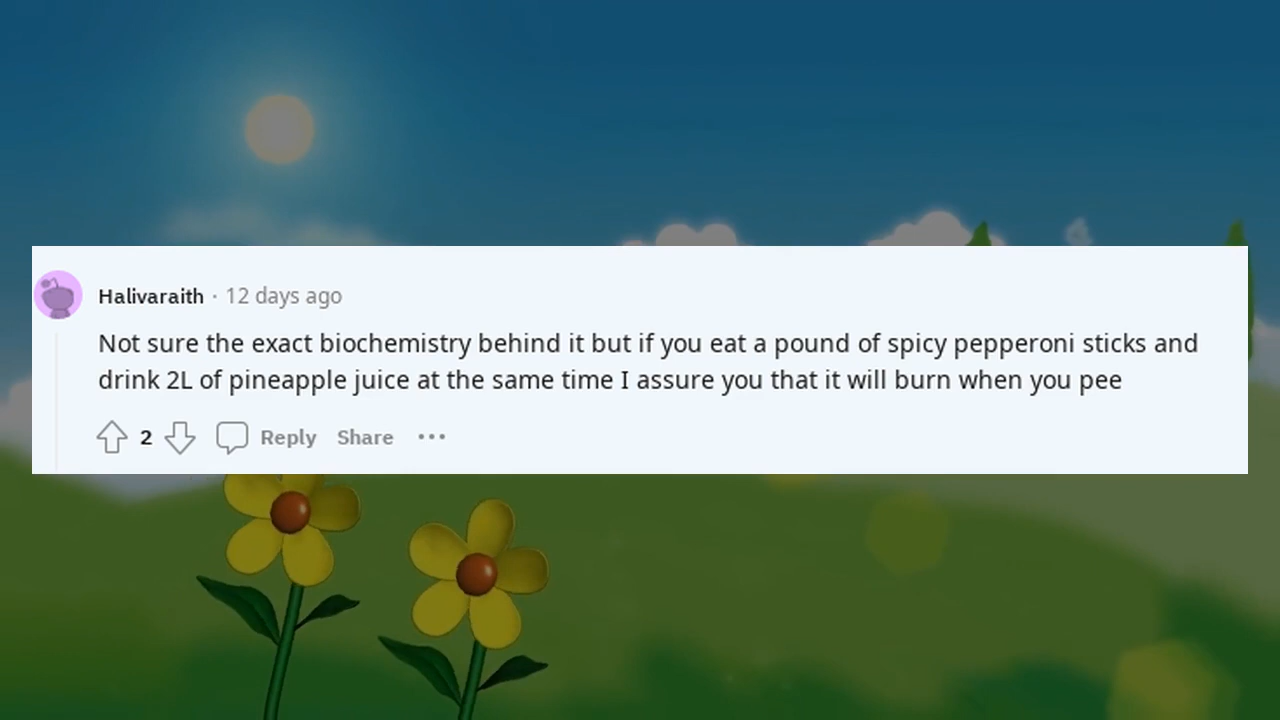 Halivaraith · 12 days ago
Not sure the exact biochemistry behind it but if you eat a pound of spicy pepperoni sticks and
drink 2L of pineapple juice at the same time I assure you that it will burn when you pee
2 Reply Share ···